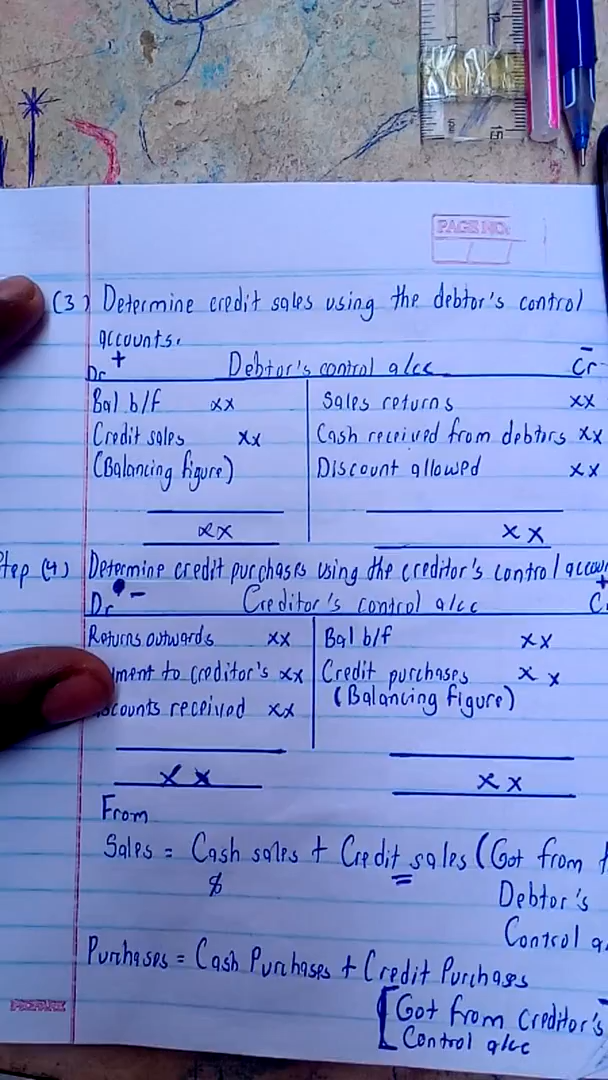 PAGE NO:
(3) Determine credit sales using the debtor's control
accounts.
Dr + Debtor's control a/cc Cr -
Bal b/f xx Sales returns xx
Credit sales xx Cash received from debtors xx
(Balancing figure) Discount allowed xx
xx xx
tep (4) Determine credit purchases using the creditor's control accou
Dr - Creditor's control a/cc C +
Returns outwards xx Bal b/f xx
ment to creditor's xx Credit purchases xx
counts received xx (Balancing figure)
xx xx
From
Sales = Cash sales + Credit sales (Got from
Debtor's
Control a
Purchases = Cash Purchases + Credit Purchases
[Got from creditor's
Control a/cc